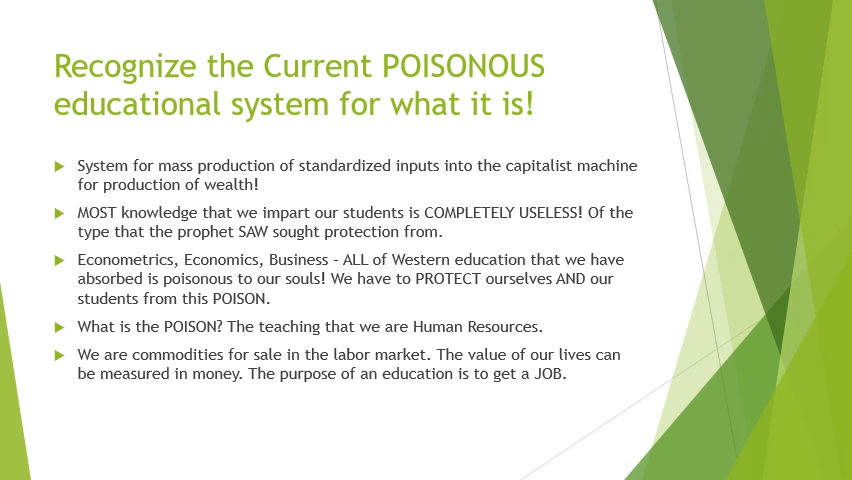 Recognize the Current POISONOUS
educational system for what it is!
System for mass production of standardized inputs into the capitalist machine
for production of wealth!
MOST knowledge that we impart our students is COMPLETELY USELESS! Of the
type that the prophet SAW sought protection from.
Econometrics, Economics, Business – ALL of Western education that we have
absorbed is poisonous to our souls! We have to PROTECT ourselves AND our
students from this POISON.
What is the POISON? The teaching that we are Human Resources.
We are commodities for sale in the labor market. The value of our lives can
be measured in money. The purpose of an education is to get a JOB.